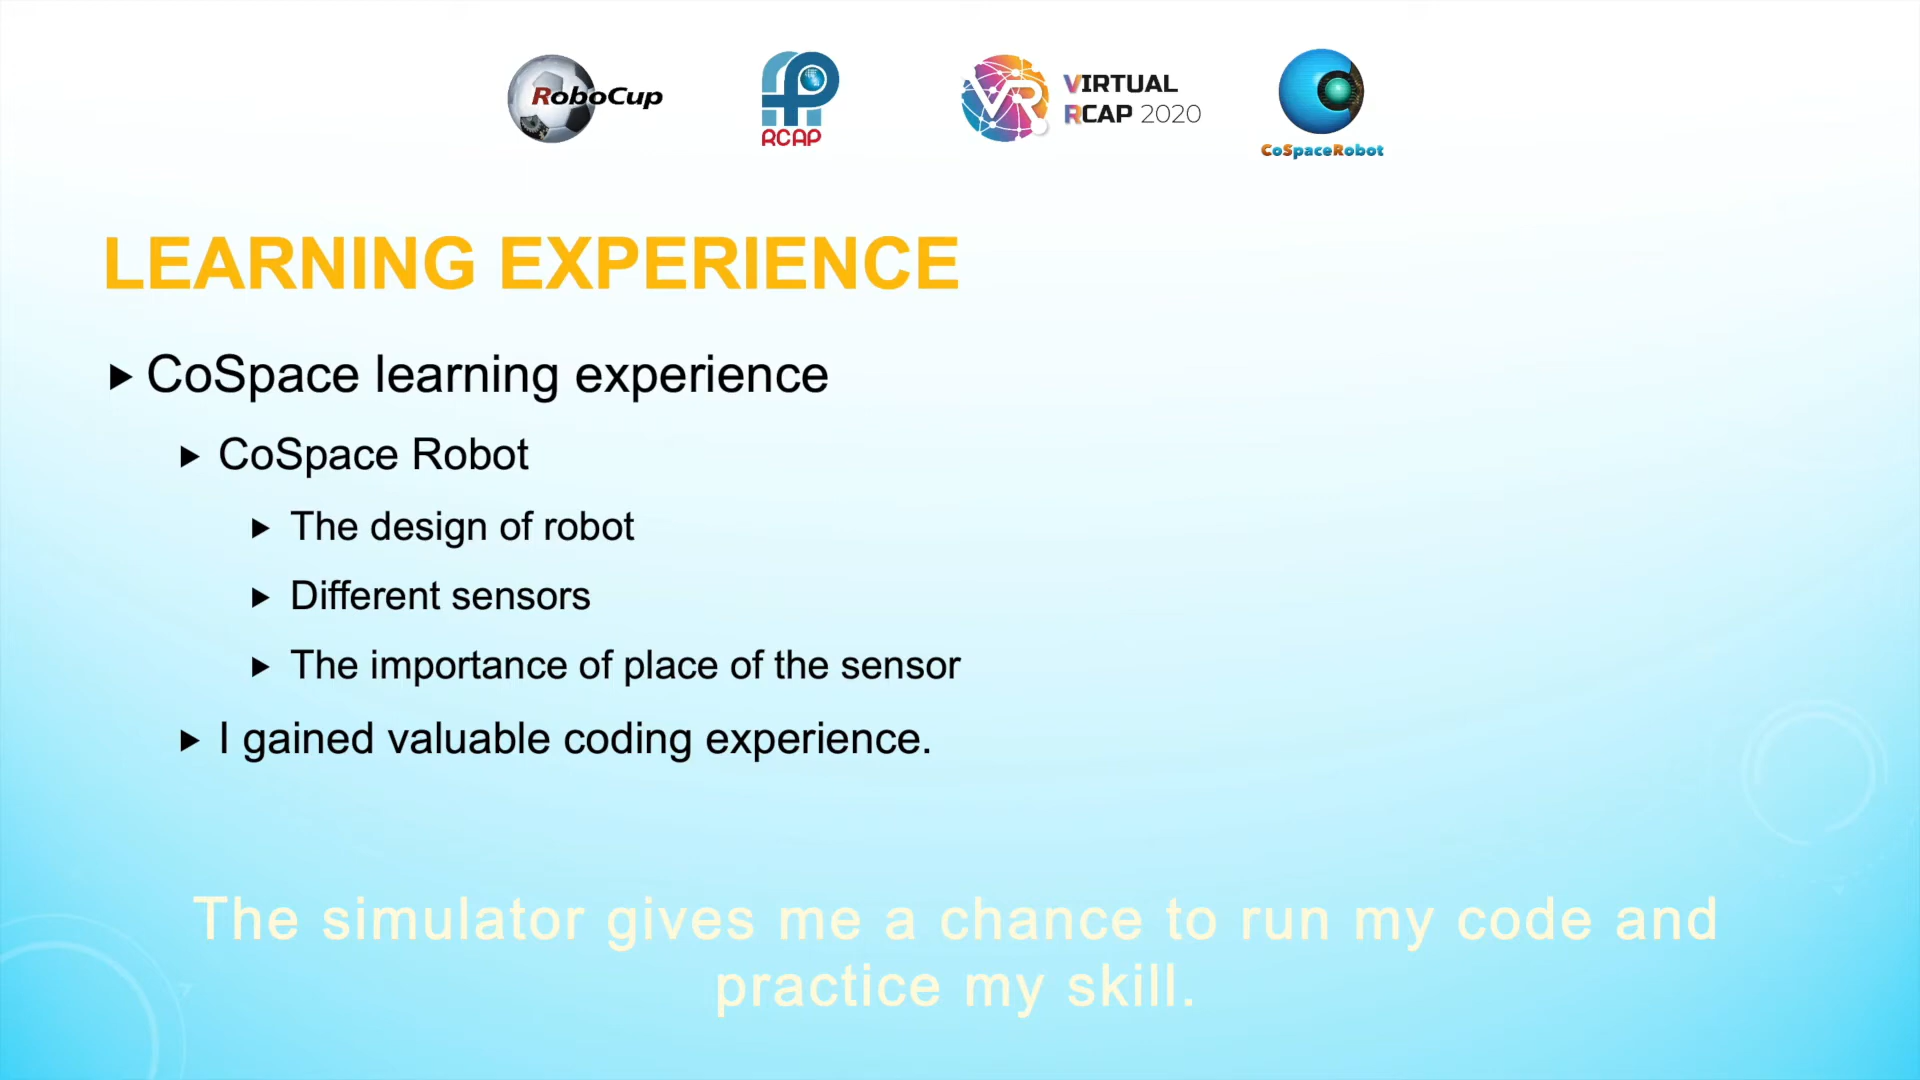 RoboCup
RCAP
VR
VIRTUAL
RCAP 2020
CoSpaceRobot
LEARNING EXPERIENCE
CoSpace learning experience
CoSpace Robot
The design of robot
Different sensors
The importance of place of the sensor
I gained valuable coding experience.
The simulator gives me a chance to run my code and
practice my skill.